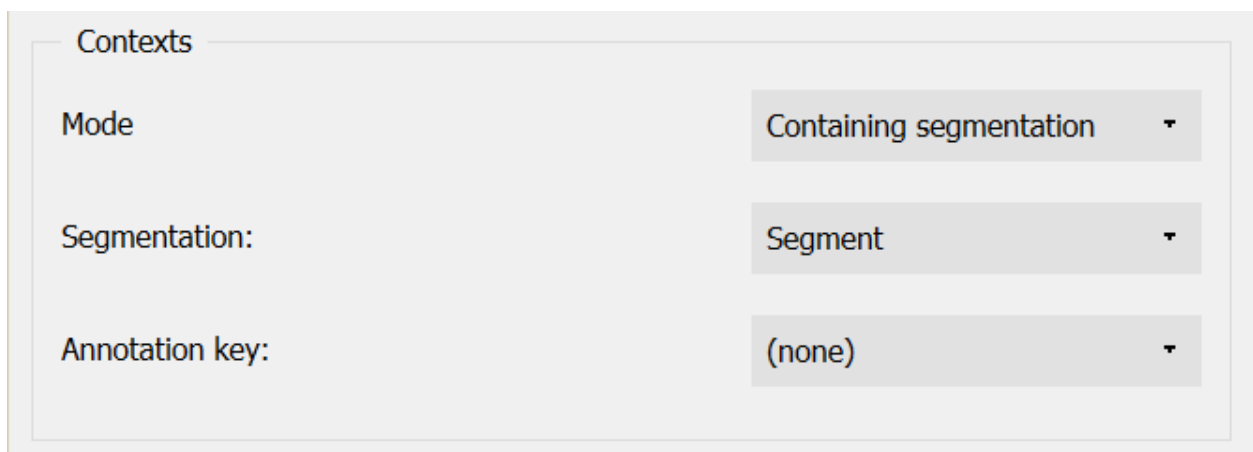 Contexts
Mode
Containing segmentation
Segmentation:
Segment
Annotation key:
(none)